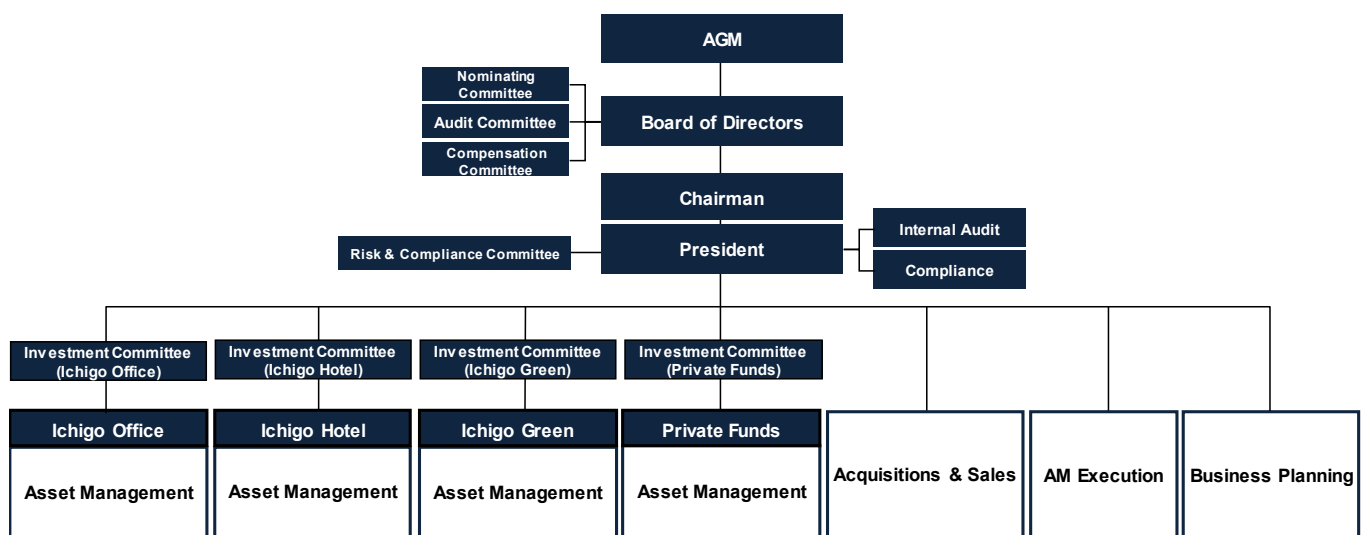 AGM
Nominating
Committee
Audit Committee
Board of Directors
Compensation
Committee
Chairman
Risk & Compliance Committee
President
Internal Audit
Compliance
Investment Committee
(Ichigo Office)
Investment Committee
(Ichigo Hotel)
Investment Committee
(Ichigo Green)
Investment Committee
(Private Funds)
Ichigo Office
Ichigo Hotel
Ichigo Green
Private Funds
Asset Management
Asset Management
Asset Management
Asset Management
Acquisitions & Sales
AM Execution
Business Planning